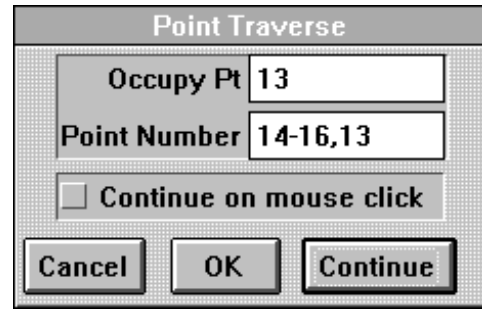 Point Traverse
Occupy Pt 13
Point Number 14-16,13
Continue on mouse click
Cancel OK Continue